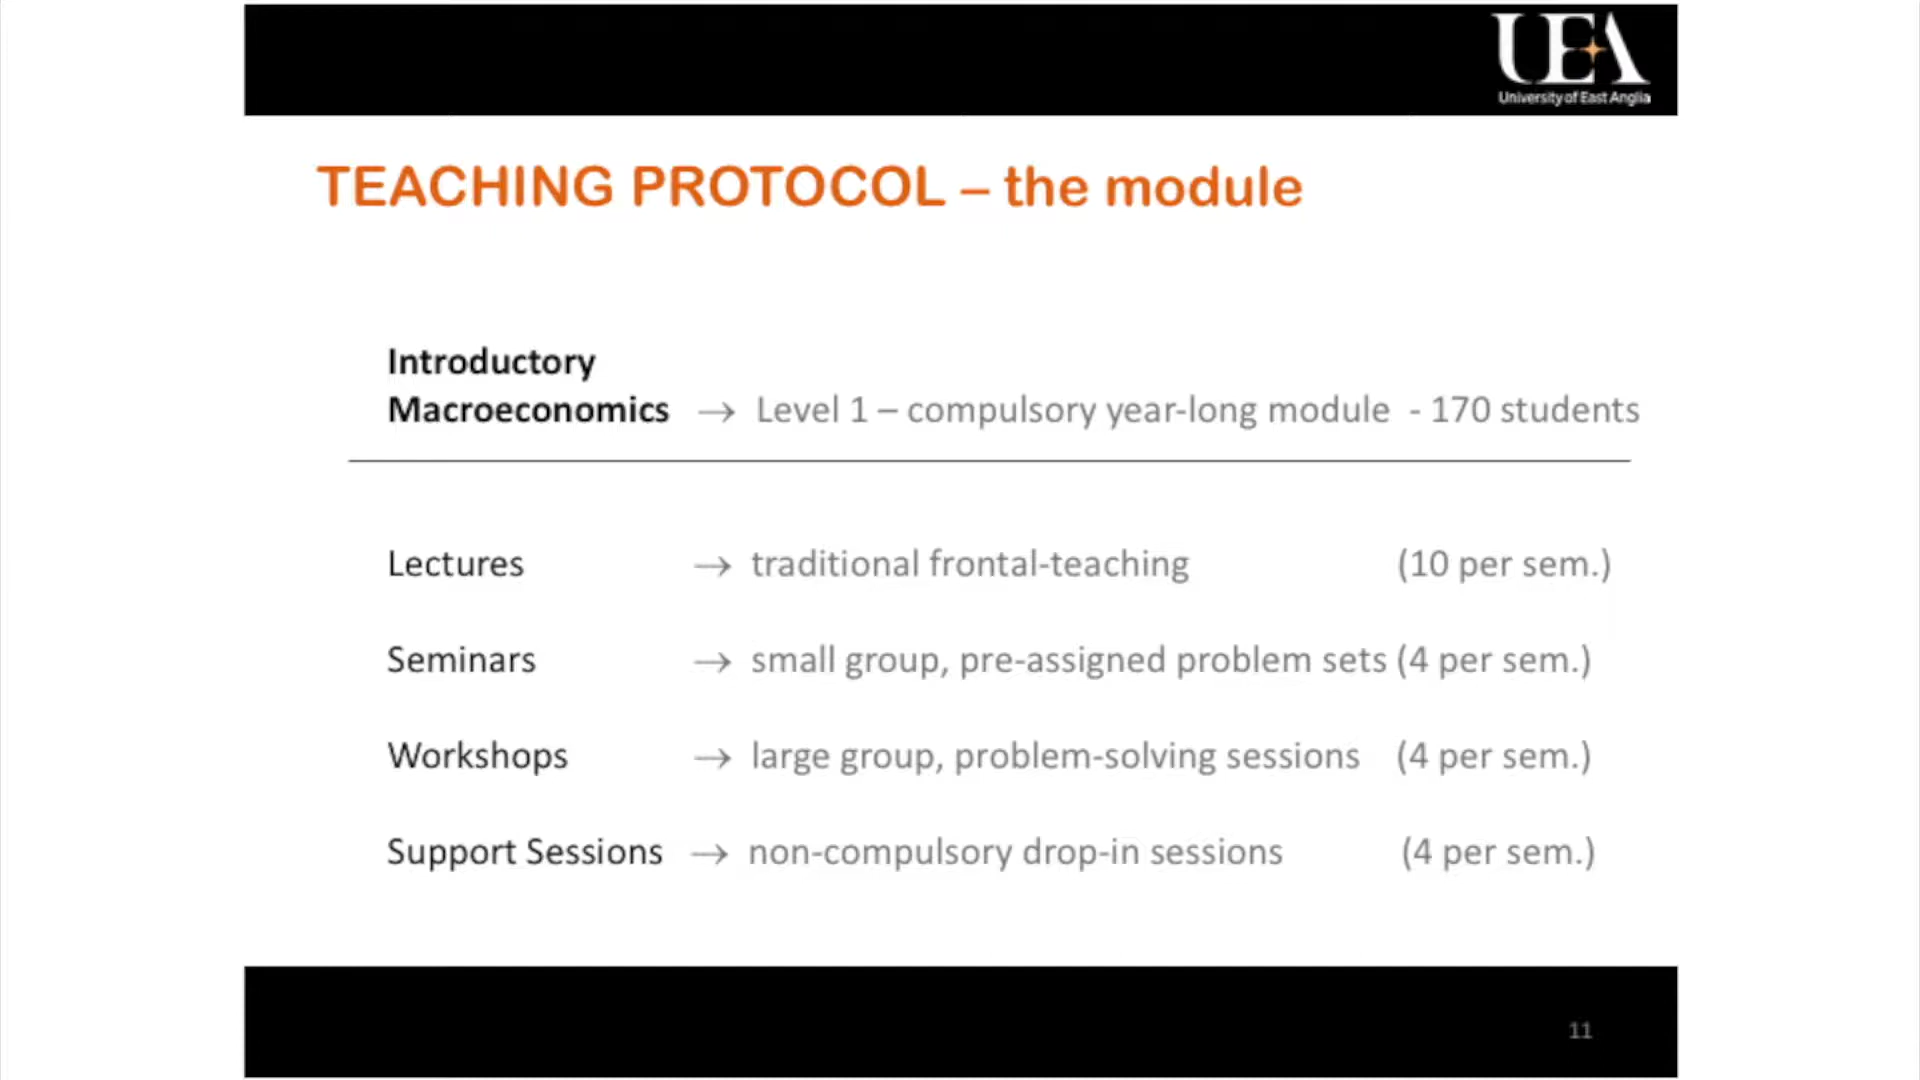 UEA
University of East Anglia
TEACHING PROTOCOL – the module
Introductory
Macroeconomics → Level 1 – compulsory year-long module - 170 students
Lectures → traditional frontal-teaching (10 per sem.)
Seminars → small group, pre-assigned problem sets (4 per sem.)
Workshops → large group, problem-solving sessions (4 per sem.)
Support Sessions → non-compulsory drop-in sessions (4 per sem.)
11